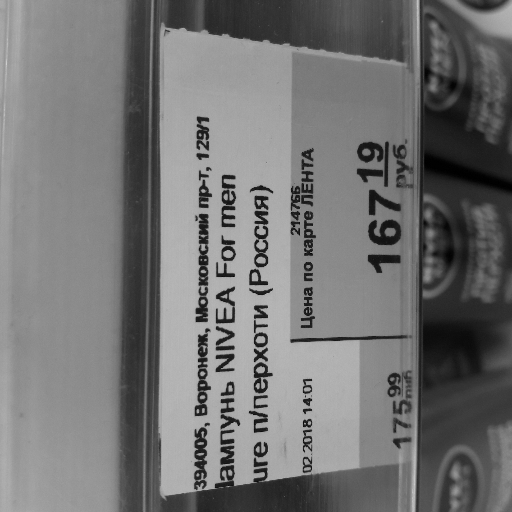 394005, Воронеж, Московский пр-т, 129/1
Шампунь NIVEA For men
ure п/перхоти (Россия)
214766
Цена по карте ЛЕНТА
167 19
руб.
02.2018 14:01
175 99
руб